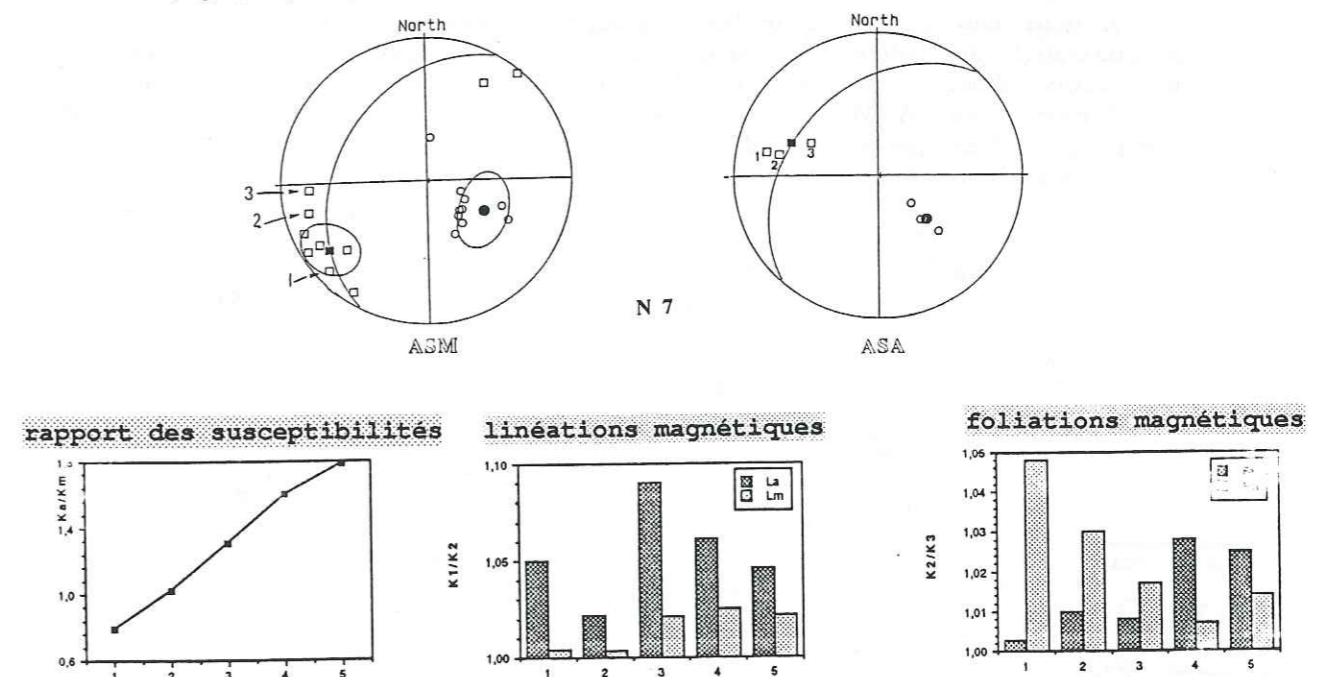 North
North
3
2
1
1
2
3
N 7
ASM
ASA
rapport des susceptibilités
linéations magnétiques
foliations magnétiques
Ka/Km
1,4
1,0
0,6
1 2 3 4 5
K1/K2
1,10
1,05
1,00
La
Lm
1 2 3 4 5
K2/K3
1,05
1,04
1,03
1,02
1,01
1,00
1 2 3 4 5